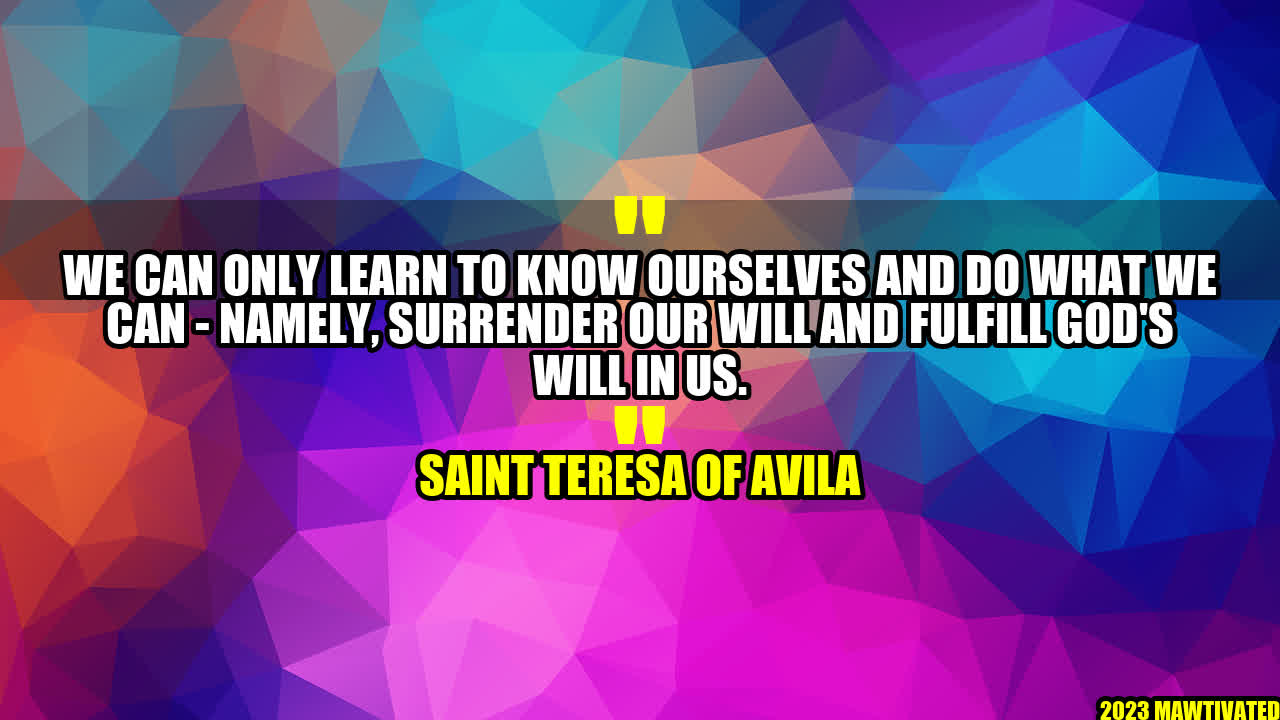 "
WE CAN ONLY LEARN TO KNOW OURSELVES AND DO WHAT WE
CAN - NAMELY, SURRENDER OUR WILL AND FULFILL GOD'S
WILL IN US.
"
SAINT TERESA OF AVILA
2023 MAWTIVATED